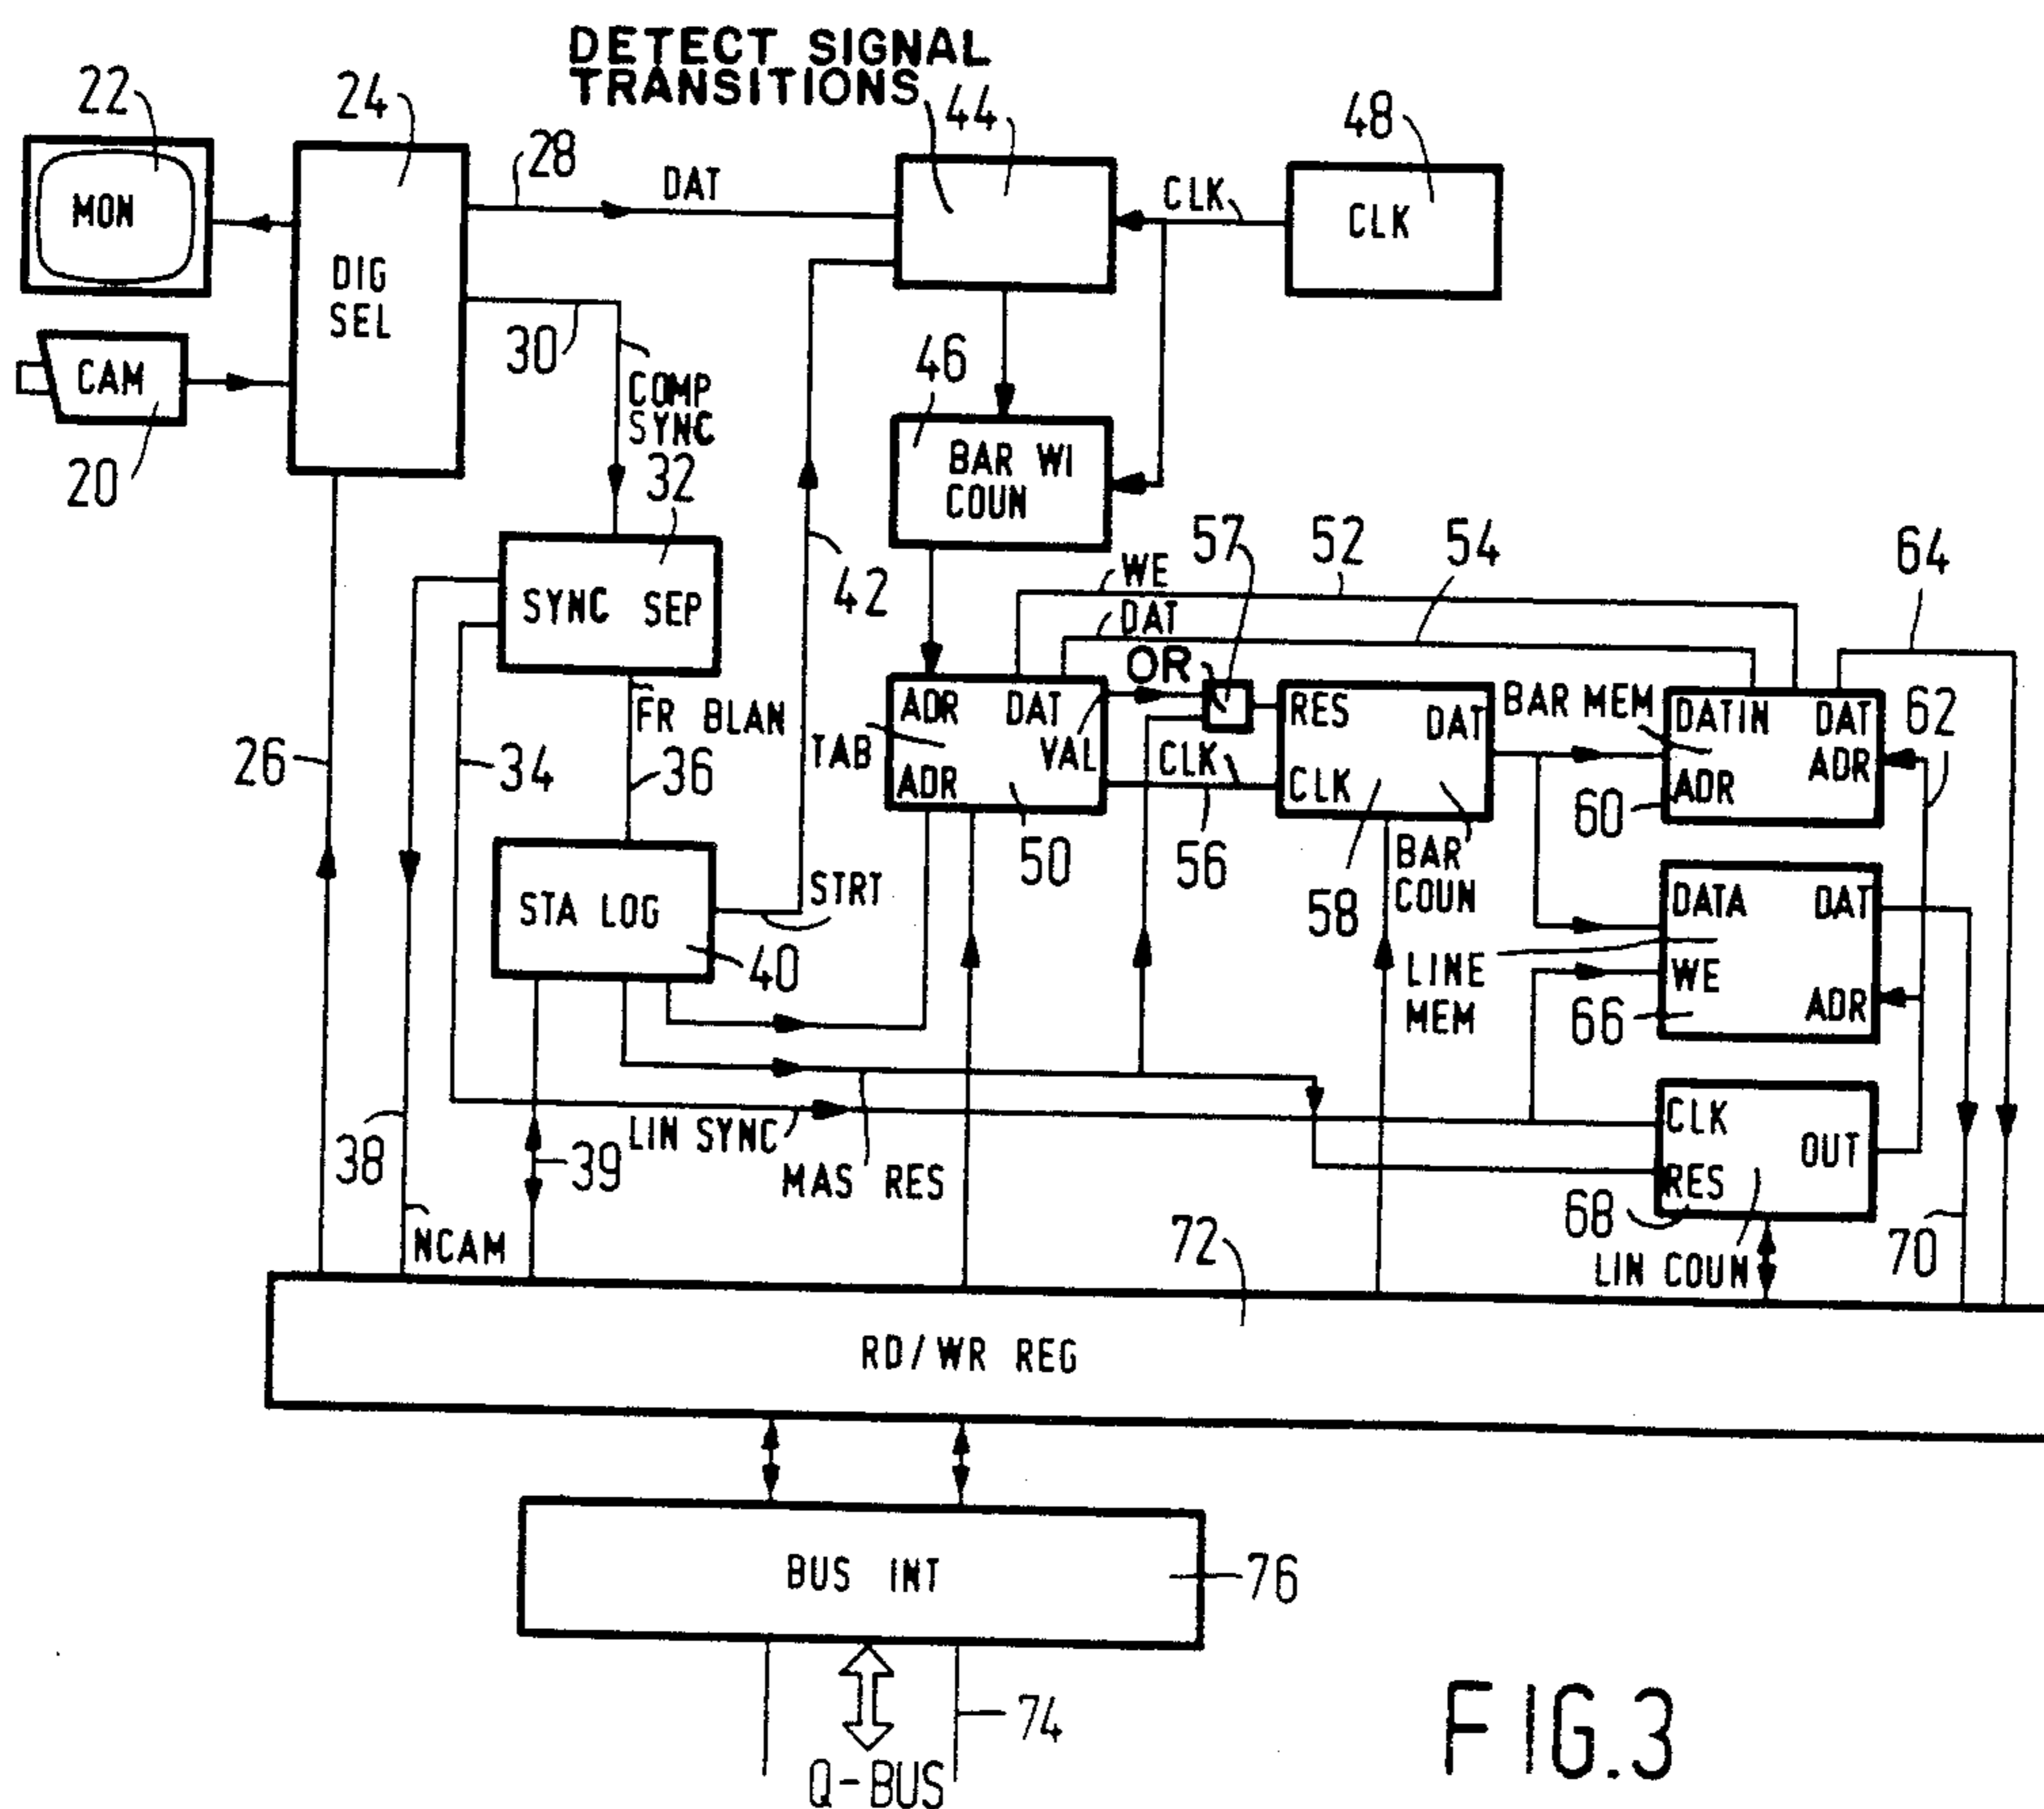 DETECT SIGNAL
TRANSITIONS
22
24
44
48
28
DAT
CLK
CLK
MON
DIG
SEL
30
COMP
SYNC
CAM
20
46
BAR WI
COUN
32
SYNC SEP
42
57
52
54
64
WE
DAT
OR
26
34
FR BLAN
36
TAB
ADR
DAT
VAL
ADR
50
CLK
56
RES
DAT
CLK
58
BAR
COUN
BAR MEM
DATIN
DAT
ADR
ADR
60
62
STA LOG
40
STRT
LINE
MEM
DATA
DAT
WE
ADR
66
38
39
LIN SYNC
MAS RES
CLK
OUT
RES
68
LIN COUN
70
NCAM
72
RD/WR REG
BUS INT
76
74
Q-BUS
FIG.3